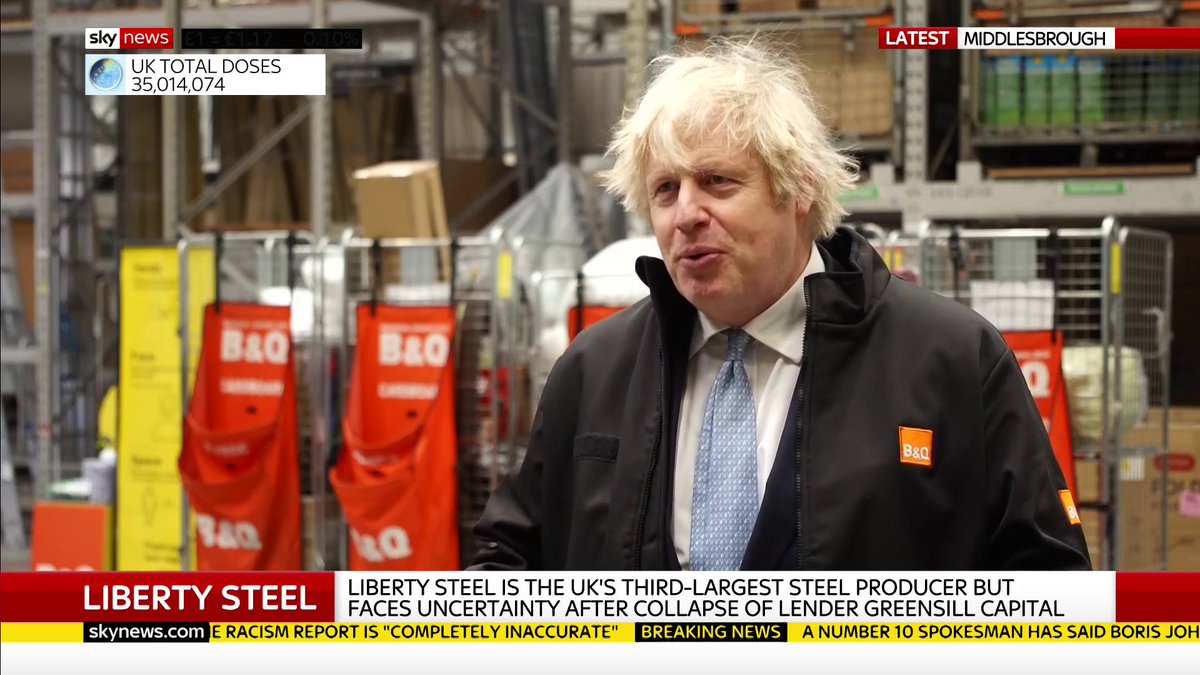 sky news
£1 = €1.17 - 0.10%
LATEST
MIDDLESBROUGH
UK TOTAL DOSES
35,014,074
B&Q
CARDBOARD
B&Q
B&Q
CARDBOARD
B&Q
B&Q
B&Q
LIBERTY STEEL
LIBERTY STEEL IS THE UK'S THIRD-LARGEST STEEL PRODUCER BUT
FACES UNCERTAINTY AFTER COLLAPSE OF LENDER GREENSILL CAPITAL
skynews.com
E RACISM REPORT IS "COMPLETELY INACCURATE"
BREAKING NEWS
A NUMBER 10 SPOKESMAN HAS SAID BORIS JOH